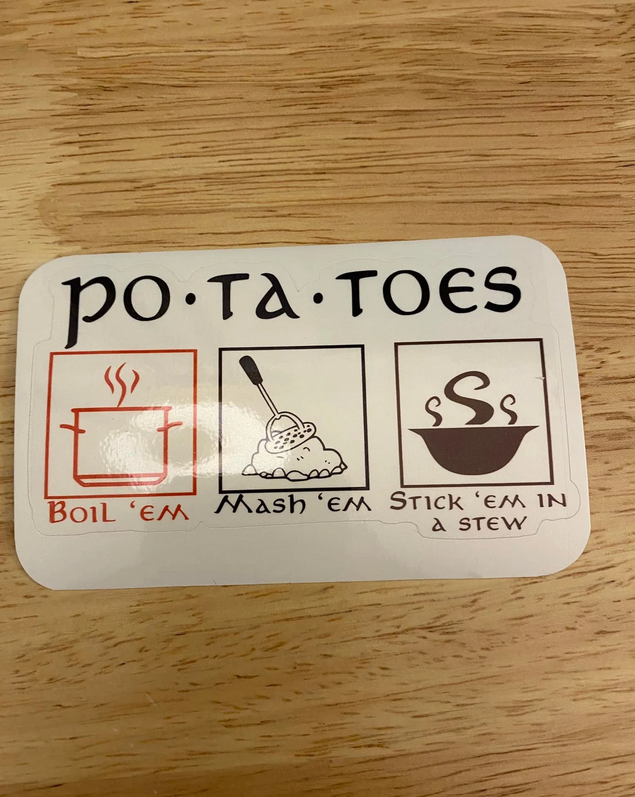 PO·TA·TOES
BOIL 'EM
MASH 'EM
STICK 'EM IN
A STEW